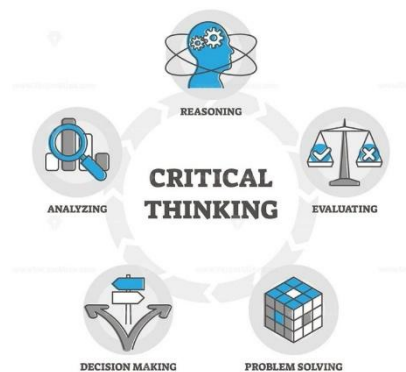 REASONING
ANALYZING
CRITICAL
THINKING
EVALUATING
DECISION MAKING
PROBLEM SOLVING